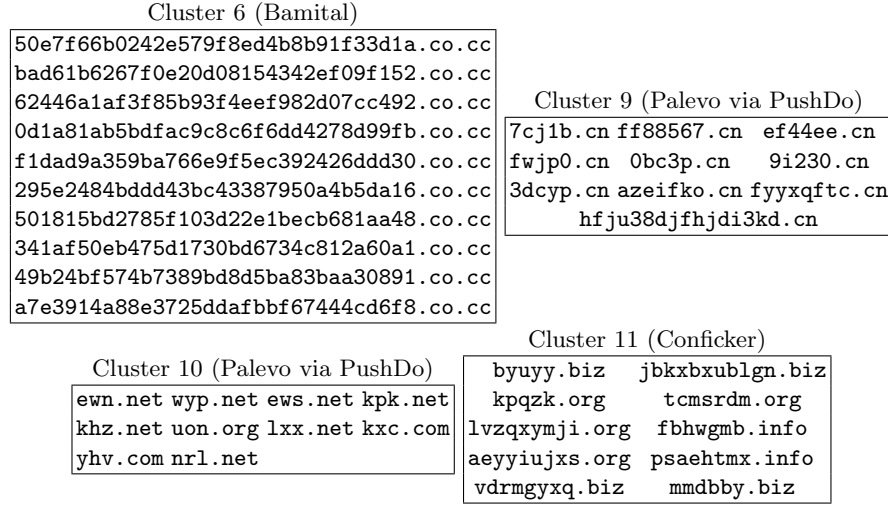 Cluster 6 (Bamital)
50e7f66b0242e579f8ed4b8b91f33d1a.co.cc
bad61b6267f0e20d08154342ef09f152.co.cc
62446a1af3f85b93f4eef982d07cc492.co.cc
0d1a81ab5bdfac9c8c6f6dd4278d99fb.co.cc
f1dad9a359ba766e9f5ec392426ddd30.co.cc
295e2484bddd43bc43387950a4b5da16.co.cc
501815bd2785f103d22e1becb681aa48.co.cc
341af50eb475d1730bd6734c812a60a1.co.cc
49b24bf574b7389bd8d5ba83baa30891.co.cc
a7e3914a88e3725ddafbbf67444cd6f8.co.cc
Cluster 9 (Palevo via PushDo)
7cj1b.cn ff88567.cn ef44ee.cn
fwjp0.cn 0bc3p.cn 9i230.cn
3dcyp.cn azeifko.cn fyyxqftc.cn
hfju38djfhjdi3kd.cn
Cluster 10 (Palevo via PushDo)
ewn.net wyp.net ews.net kpk.net
khz.net uon.org lxx.net kxc.com
yhv.com nrl.net
Cluster 11 (Conficker)
byuyy.biz jbkxbxublgn.biz
kpqzk.org tcmsrdm.org
lvzqxymji.org fbhwgmb.info
aeyyiujxs.org psaehtmx.info
vdrmgyxq.biz mmdbby.biz